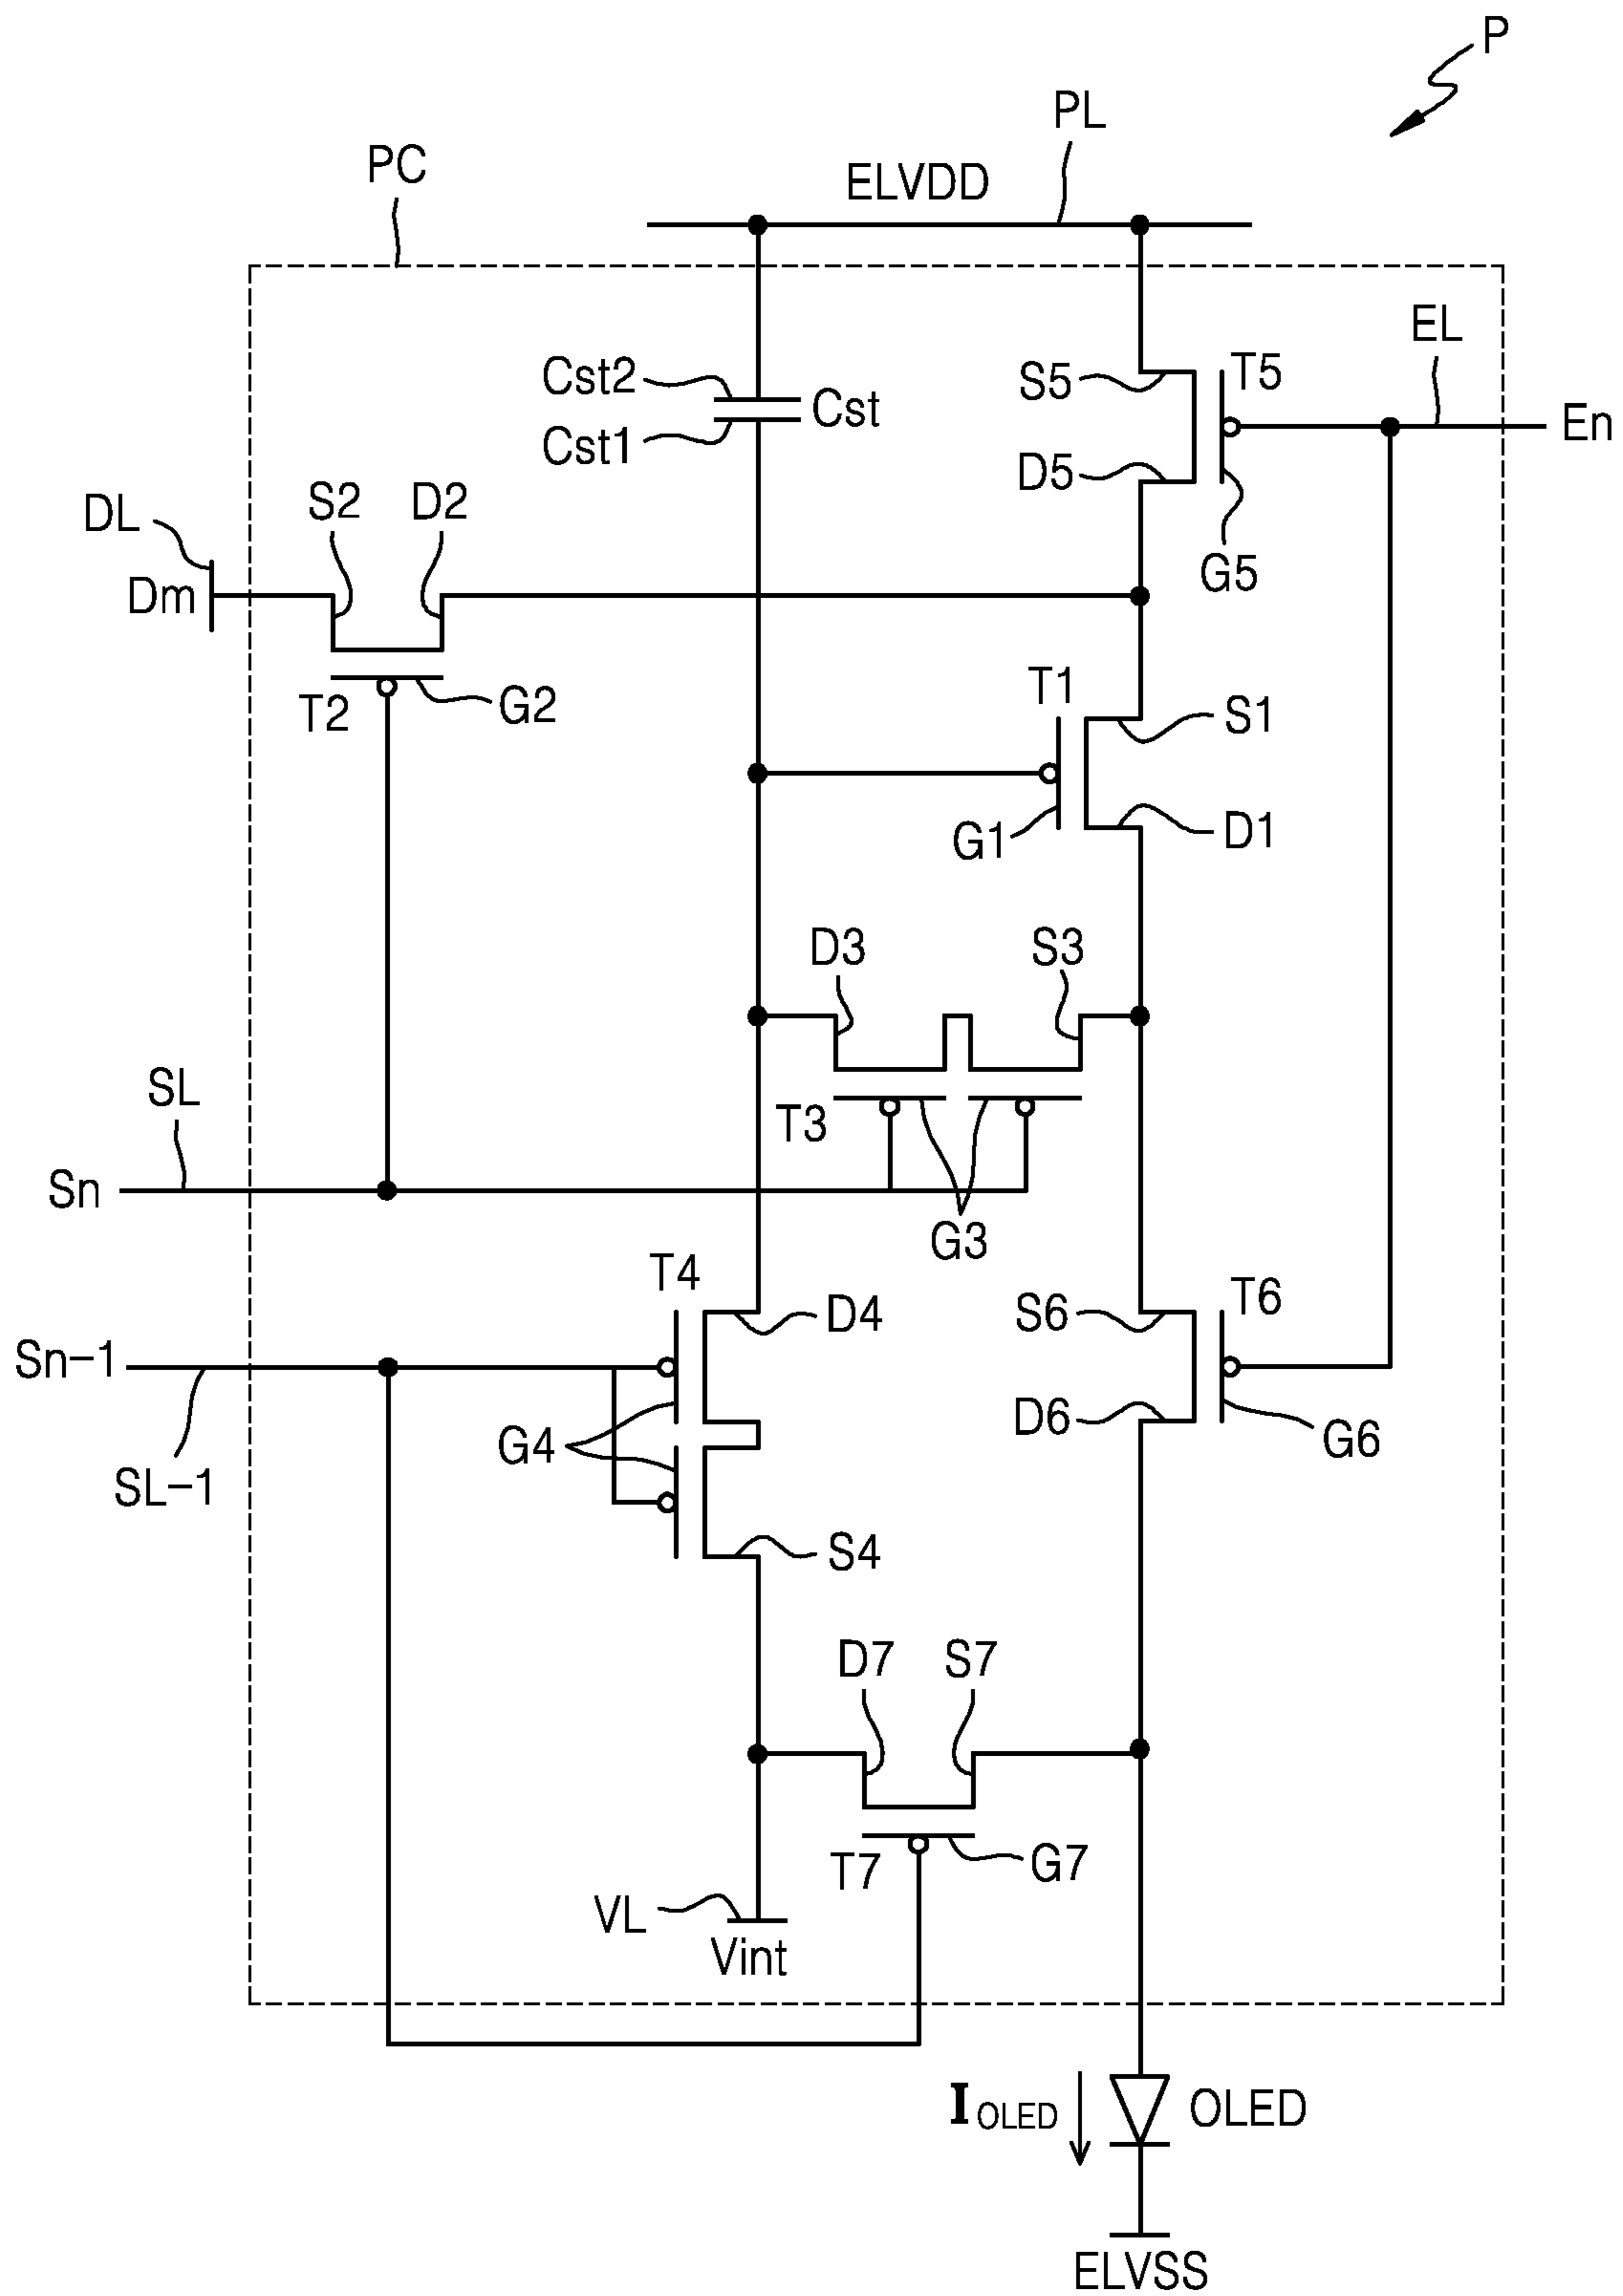 P
PL
PC
ELVDD
EL
Cst2
S5
T5
Cst
En
Cst1
D5
S2
D2
DL
G5
Dm
T1
T2
G2
S1
G1
D1
D3
S3
SL
T3
Sn
G3
T4
D4
S6
T6
Sn-1
D6
G4
G6
SL-1
S4
D7
S7
T7
G7
VL
Vint
I OLED
OLED
ELVSS